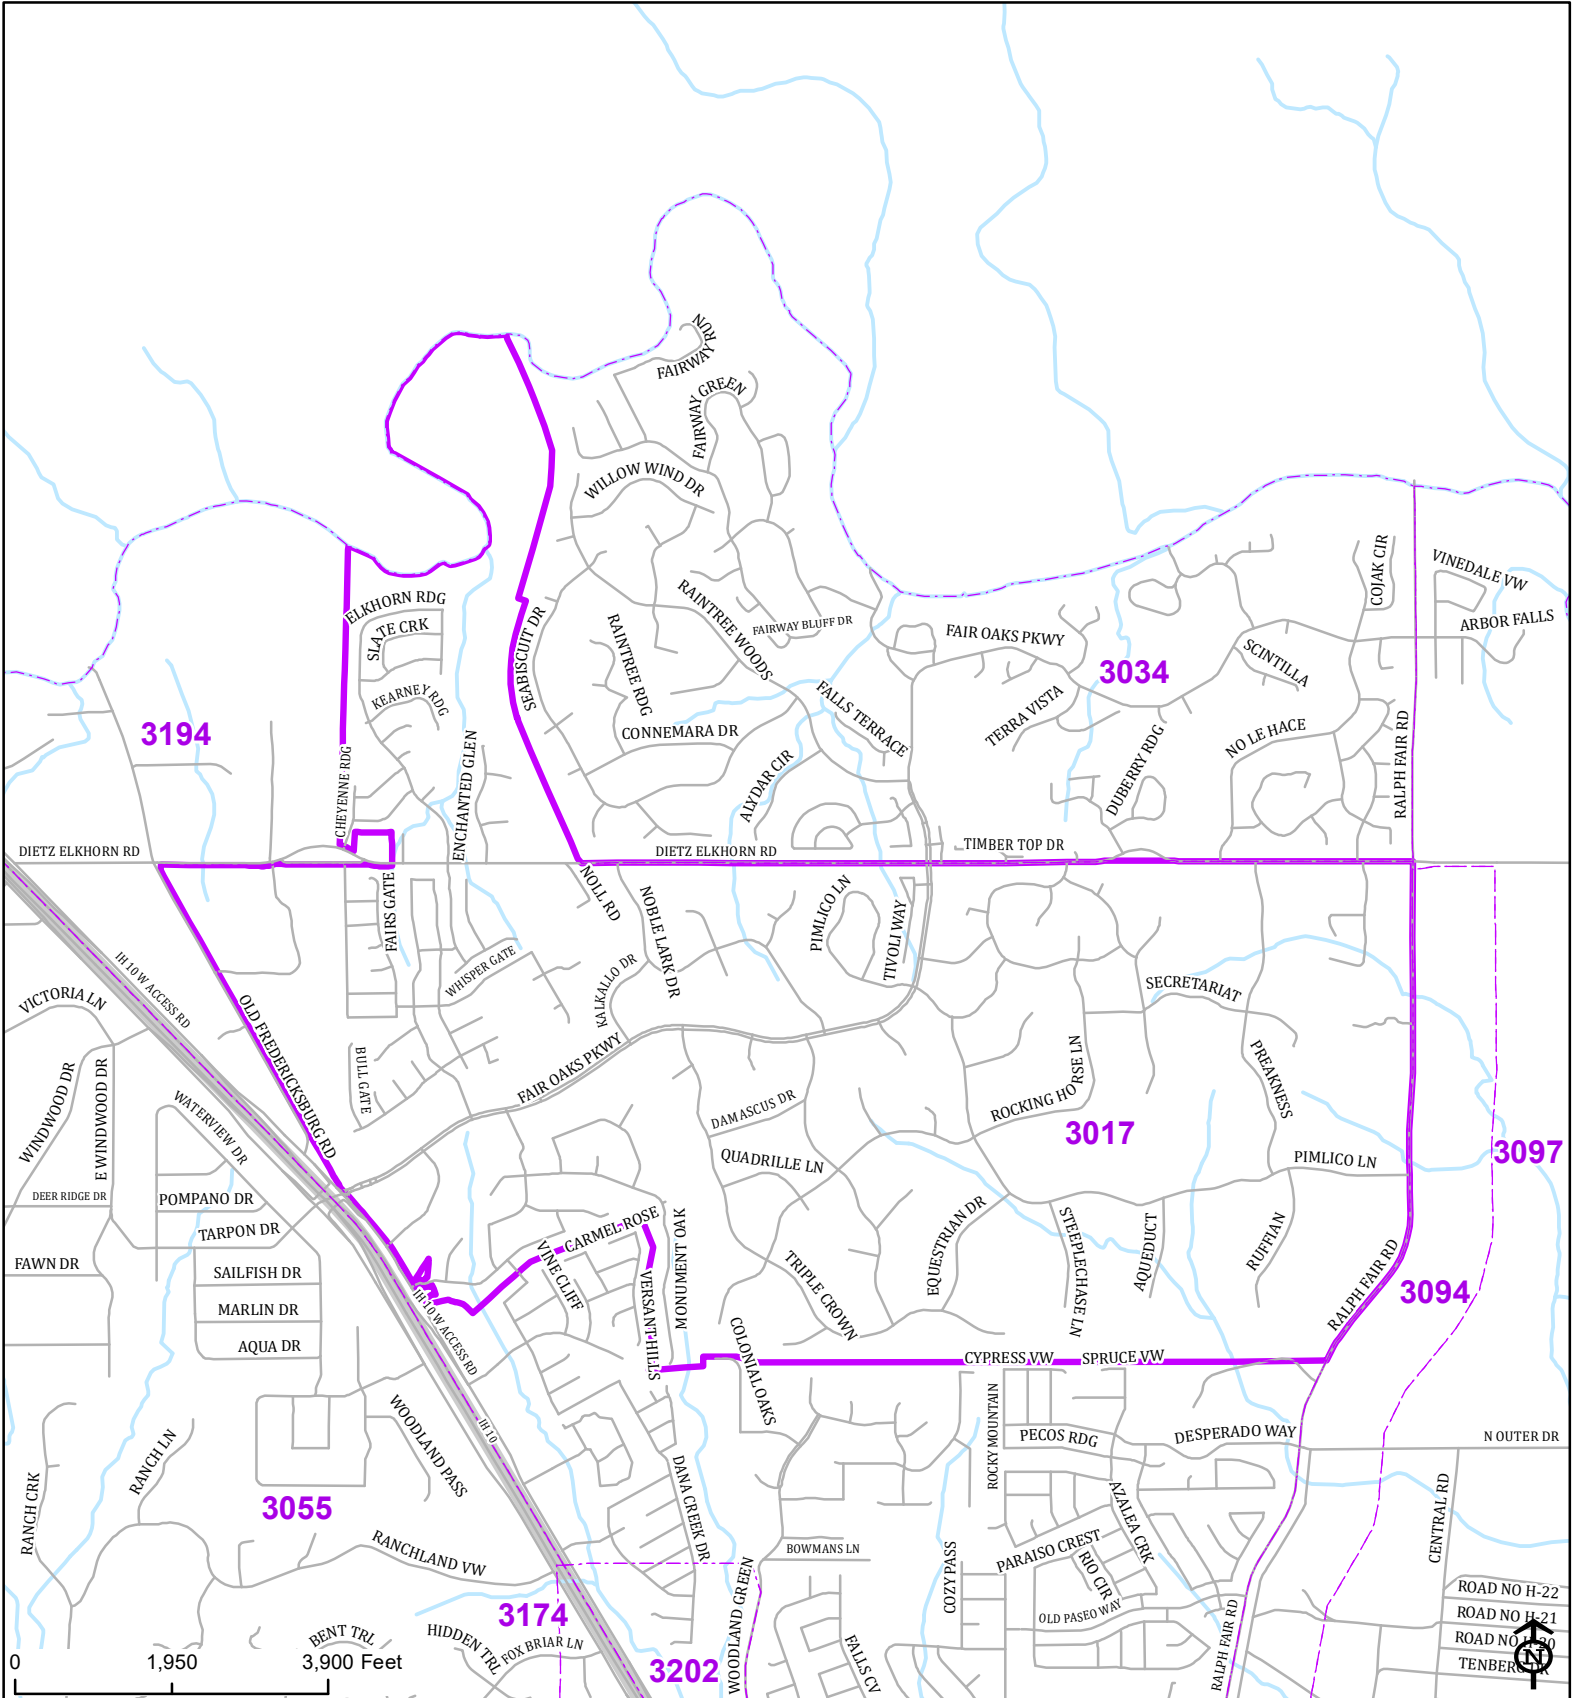 FAIRWAY RUN
FAIRWAY GREEN
WILLOW WIND DR
ELKHORN RDG
SLATE CRK
KEARNEY RDG
CHEYENNE RDG
ENCHANTED GLEN
SEABISCUIT DR
RAINTREE WOODS
RAINTREE RDG
FAIRWAY BLUFF DR
CONNEMARA DR
FALLS TERRACE
ALYDAR CIR
FAIR OAKS PKWY
TERRA VISTA
3034
SCINTILLA
DUBERRY RDG
NO LE HACE
COJAK CIR
VINEDALE VW
ARBOR FALLS
RALPH FAIR RD
3194
DIETZ ELKHORN RD
DIETZ ELKHORN RD
TIMBER TOP DR
FAIRS GATE
NOLL RD
NOBLE LARK DR
PIMLICO LN
TIVOLI WAY
WHISPER GATE
KALKALLO DR
IH 10 W ACCESS RD
VICTORIA LN
OLD FREDERICKSBURG RD
SECRETARIAT
BULL GATE
FAIR OAKS PKWY
ROCKING HORSE LN
PREAKNESS
WINDWOOD DR
E WINDWOOD DR
WATERVIEW DR
DAMASCUS DR
3017
QUADRILLE LN
PIMLICO LN
3097
DEER RIDGE DR
POMPANO DR
TARPON DR
CARMEL ROSE
VINE CLIFF
MONUMENT OAK
VERSANT HILLS
EQUESTRIAN DR
STEEPLECHASE LN
AQUEDUCT
RUFFIAN
RALPH FAIR RD
3094
FAWN DR
SAILFISH DR
MARLIN DR
AQUA DR
IH 10 W ACCESS RD
TRIPLE CROWN
COLONIAL OAKS
CYPRESS VW
SPRUCE VW
ROCKY MOUNTAIN
PECOS RDG
DESPERADO WAY
N OUTER DR
WOODLAND PASS
IH 10
RANCH LN
RANCH CRK
3055
DANA CREEK DR
AZALEA CRK
CENTRAL RD
RANCHLAND VW
BOWMANS LN
PARAISO CREST
RIO CIR
COZY PASS
WOODLAND GREEN
OLD PASEO WAY
ROAD NO H-22
ROAD NO H-21
ROAD NO H-20
TENBERG DR
3174
BENT TRL
HIDDEN TRL
FOX BRIAR LN
3202
FALLS CV
RALPH FAIR RD
0 1,950 3,900 Feet
N